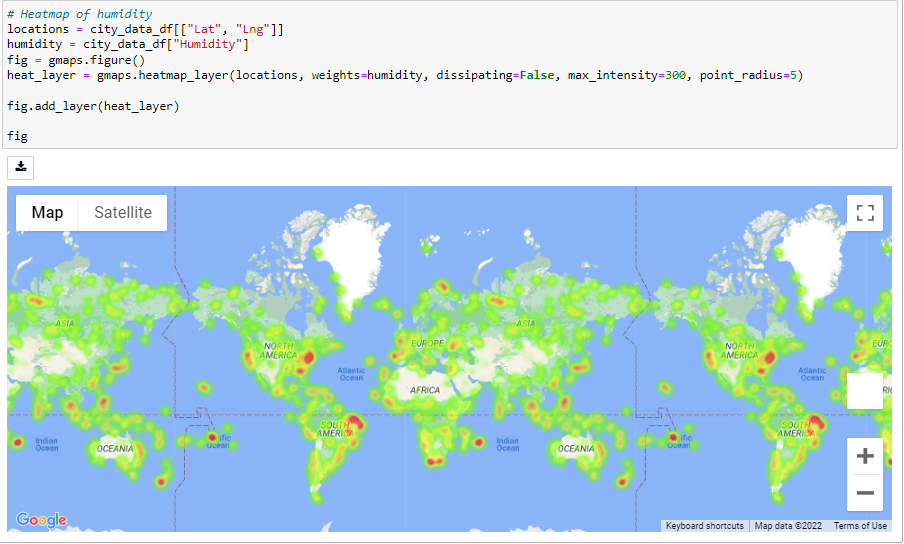 # Heatmap of humidity
locations = city_data_df[["Lat", "Lng"]]
humidity = city_data_df["Humidity"]
fig = gmaps.figure()
heat_layer = gmaps.heatmap_layer(locations, weights=humidity, dissipating=False, max_intensity=300, point_radius=5)
fig.add_layer(heat_layer)
fig
Map Satellite
ASIA
NORTH
AMERICA
EUROPE
ASIA
NORTH
AMERICA
EUR
Atlantic
Ocean
Atlantic
Ocean
AFRICA
SOUTH
AMERICA
SOUTH
AMERICA
Indian
Ocean
OCEANIA
Ocean
Indian
Ocean
OCEANIA
Ocean
Google
Keyboard shortcuts Map data ©2022 Terms of Use